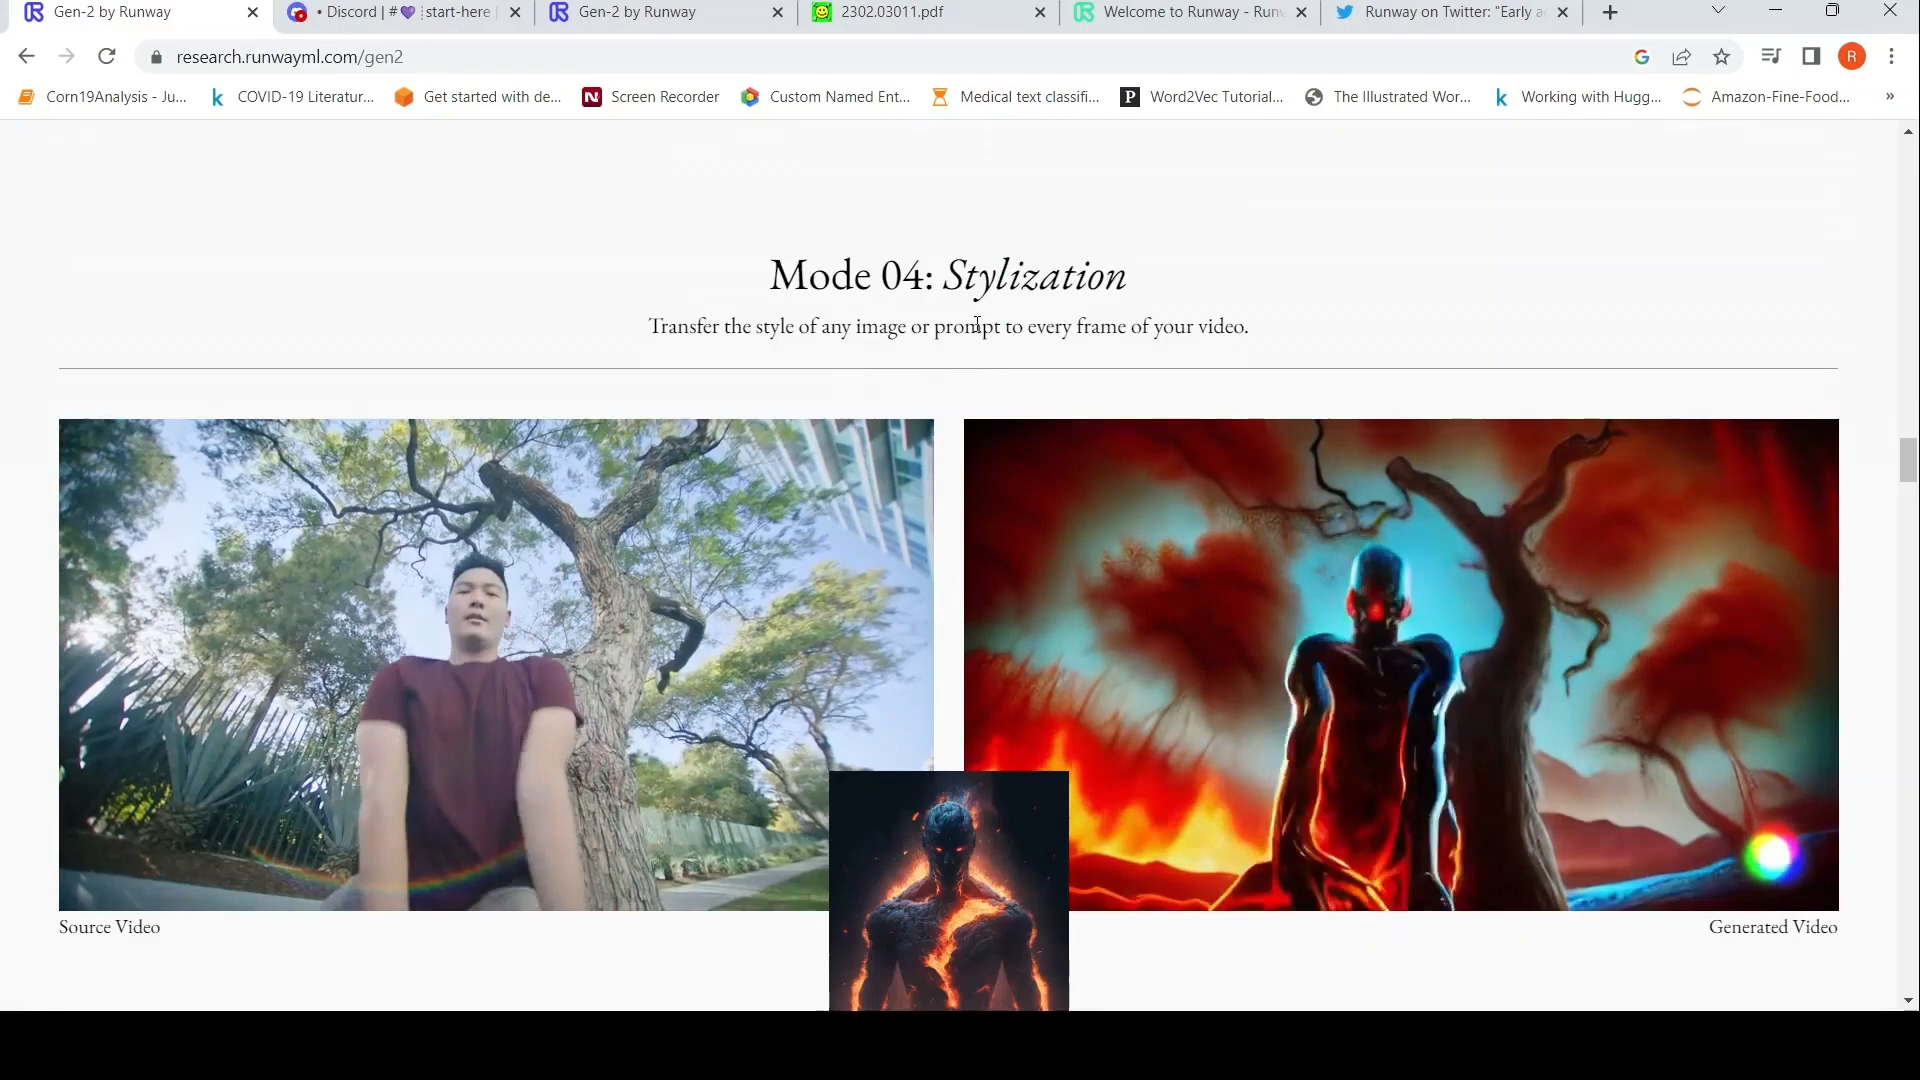 Gen-2 by Runway
• Discord | #💜 start-here |
Gen-2 by Runway
2302.03011.pdf
Welcome to Runway - Runw
Runway on Twitter: "Early a
research.runwayml.com/gen2
R
Corn19Analysis - Ju...
COVID-19 Literatur...
Get started with de...
Screen Recorder
Custom Named Ent...
Medical text classifi...
Word2Vec Tutorial...
The Illustrated Wor...
Working with Hugg...
Amazon-Fine-Food...
»
Mode 04: Stylization
Transfer the style of any image or prompt to every frame of your video.
Source Video
Generated Video